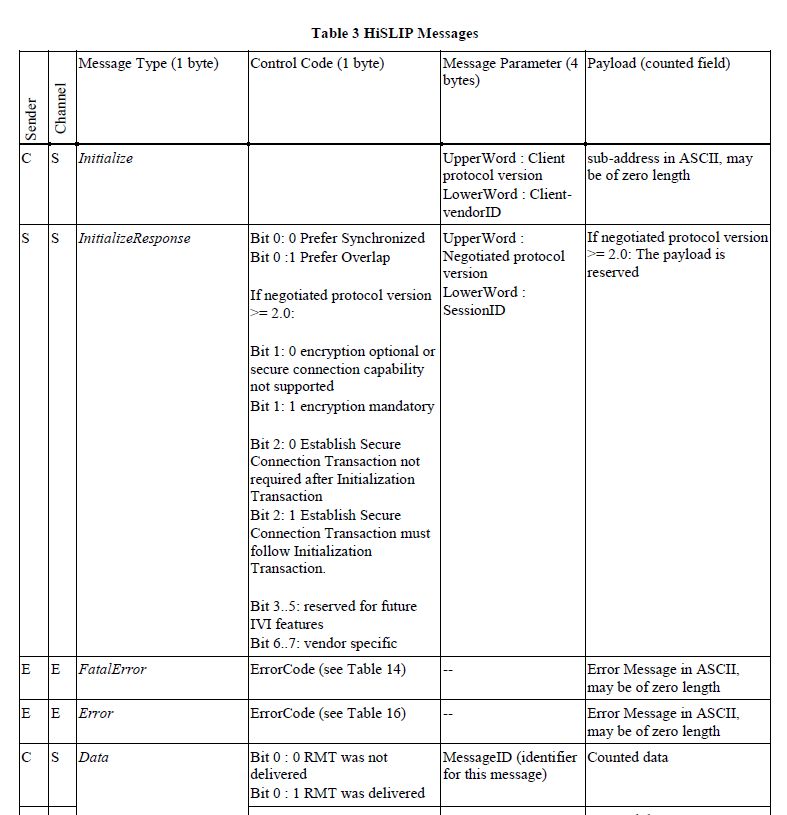 Table 3 HiSLIP Messages
Sender
Channel
Message Type (1 byte)
Control Code (1 byte)
Message Parameter (4
bytes)
Payload (counted field)
C
S
Initialize
UpperWord : Client
protocol version
LowerWord : Client-
vendorID
sub-address in ASCII, may
be of zero length
S
S
InitializeResponse
Bit 0: 0 Prefer Synchronized
Bit 0 :1 Prefer Overlap
If negotiated protocol version
>= 2.0:
Bit 1: 0 encryption optional or
secure connection capability
not supported
Bit 1: 1 encryption mandatory
Bit 2: 0 Establish Secure
Connection Transaction not
required after Initialization
Transaction
Bit 2: 1 Establish Secure
Connection Transaction must
follow Initialization
Transaction.
Bit 3..5: reserved for future
IVI features
Bit 6..7: vendor specific
UpperWord :
Negotiated protocol
version
LowerWord :
SessionID
If negotiated protocol version
>= 2.0: The payload is
reserved
E
E
FatalError
ErrorCode (see Table 14)
--
Error Message in ASCII,
may be of zero length
E
E
Error
ErrorCode (see Table 16)
--
Error Message in ASCII,
may be of zero length
C
S
Data
Bit 0 : 0 RMT was not
delivered
Bit 0 : 1 RMT was delivered
MessageID (identifier
for this message)
Counted data